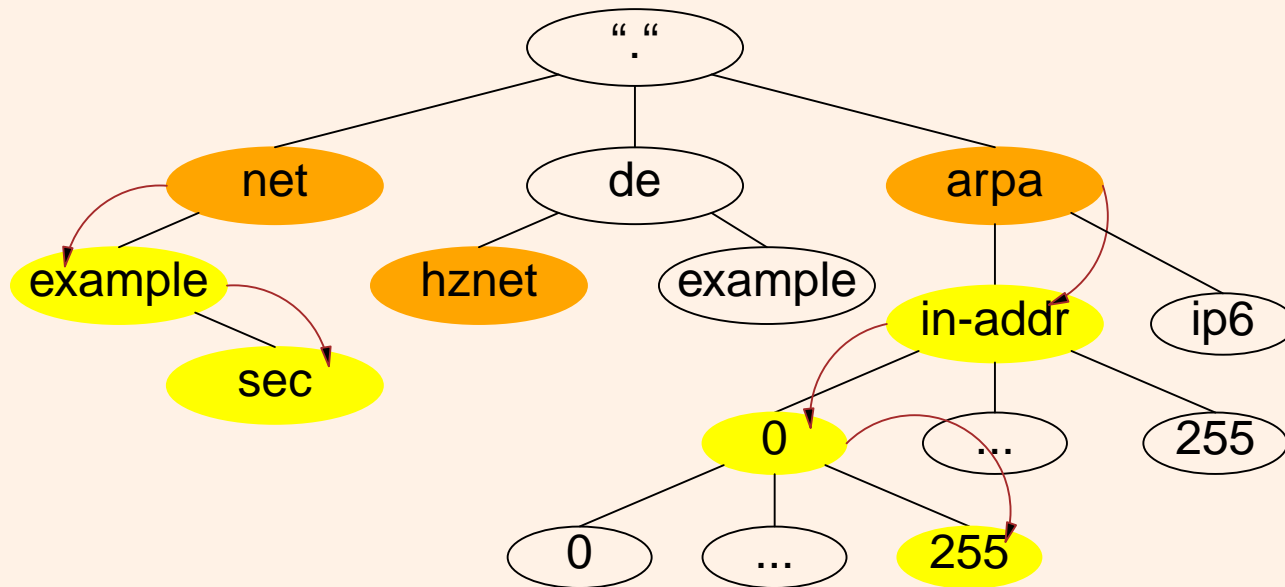 “.“
net de arpa
example hznet example in-addr ip6
sec
0 ... 255
0 ... 255